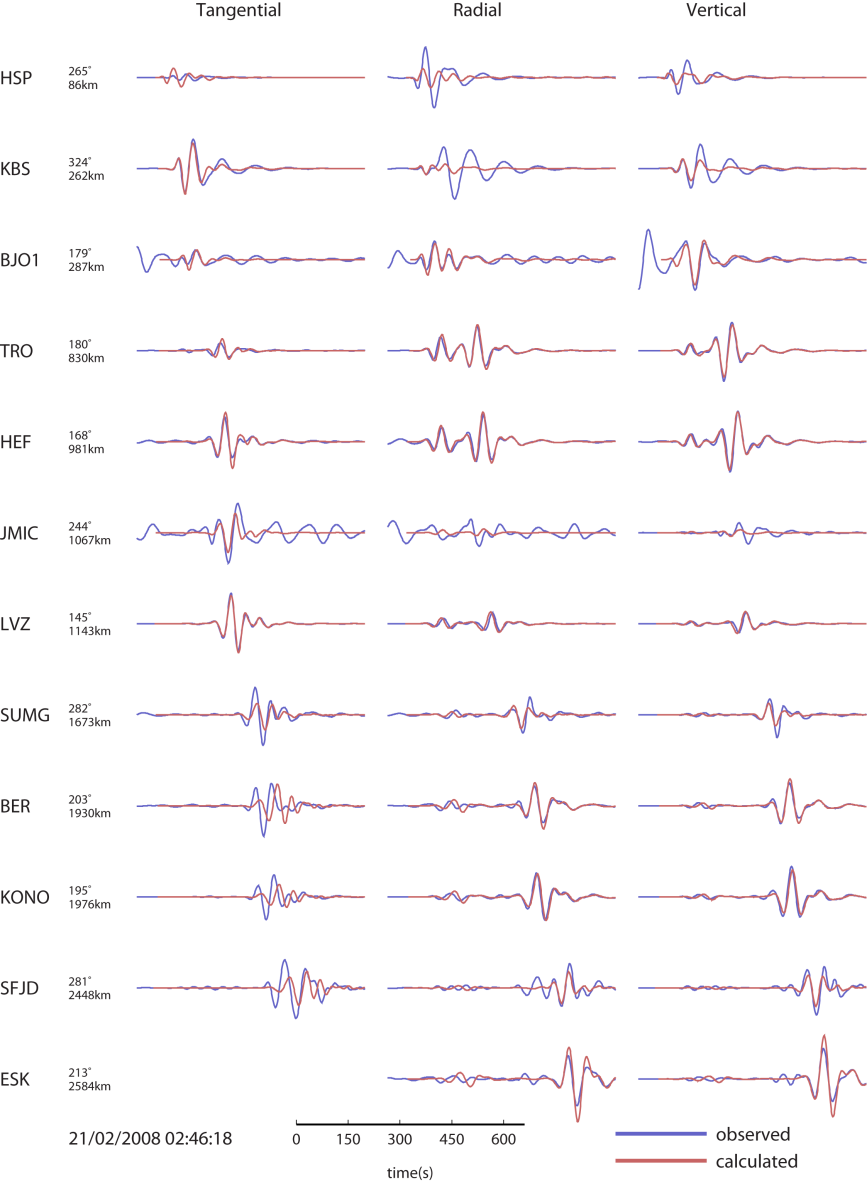 Tangential Radial Vertical
HSP 265° 86km
KBS 324° 262km
BJO1 179° 287km
TRO 180° 830km
HEF 168° 981km
JMIC 244° 1067km
LVZ 145° 1143km
SUMG 282° 1673km
BER 203° 1930km
KONO 195° 1976km
SFJD 281° 2448km
ESK 213° 2584km
21/02/2008 02:46:18
0 150 300 450 600
time(s)
observed
calculated